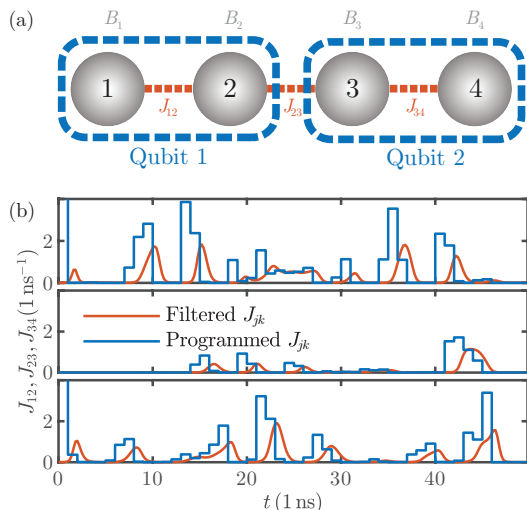 (a)
B₁ B₂ B₃ B₄
1 2 3 4
J₁₂ J₂₃ J₃₄
Qubit 1 Qubit 2
(b)
J₁₂, J₂₃, J₃₄ (1 ns⁻¹)
2
0
2
0
Filtered Jⱼₖ
Programmed Jⱼₖ
2
0
0 10 20 30 40
t (1 ns)